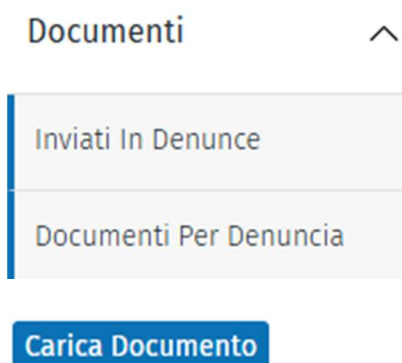 Documenti
Inviati In Denunce
Documenti Per Denuncia
Carica Documento